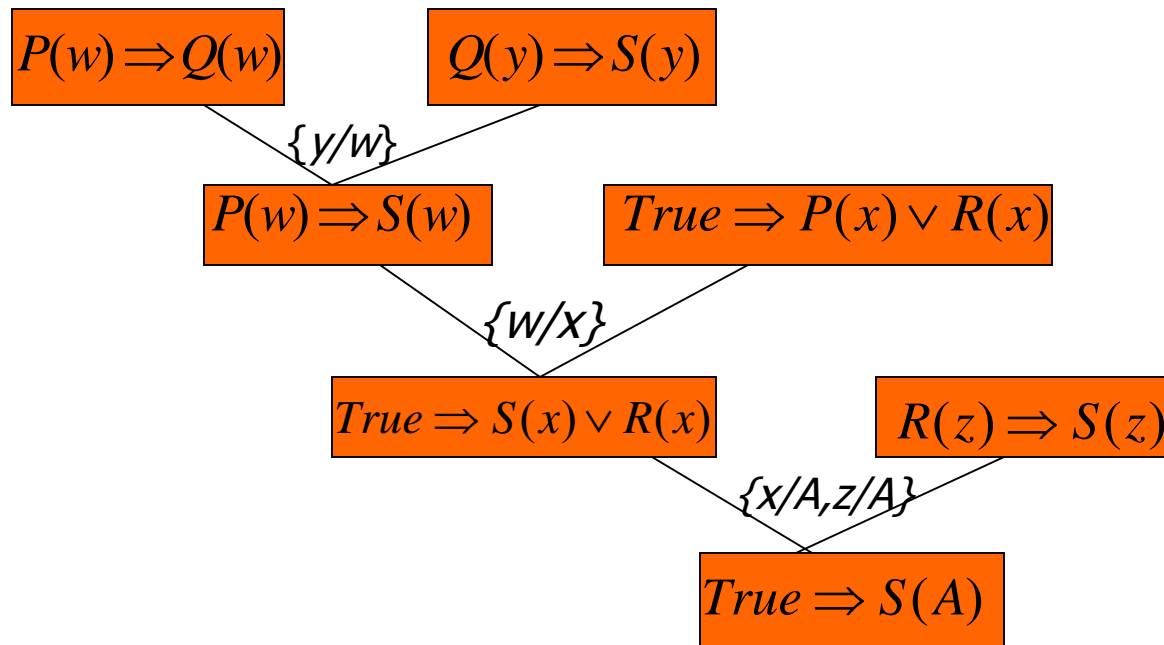 P(w) ⇒ Q(w)
Q(y) ⇒ S(y)
{y/w}
P(w) ⇒ S(w)
True ⇒ P(x) ∨ R(x)
{w/x}
True ⇒ S(x) ∨ R(x)
R(z) ⇒ S(z)
{x/A,z/A}
True ⇒ S(A)